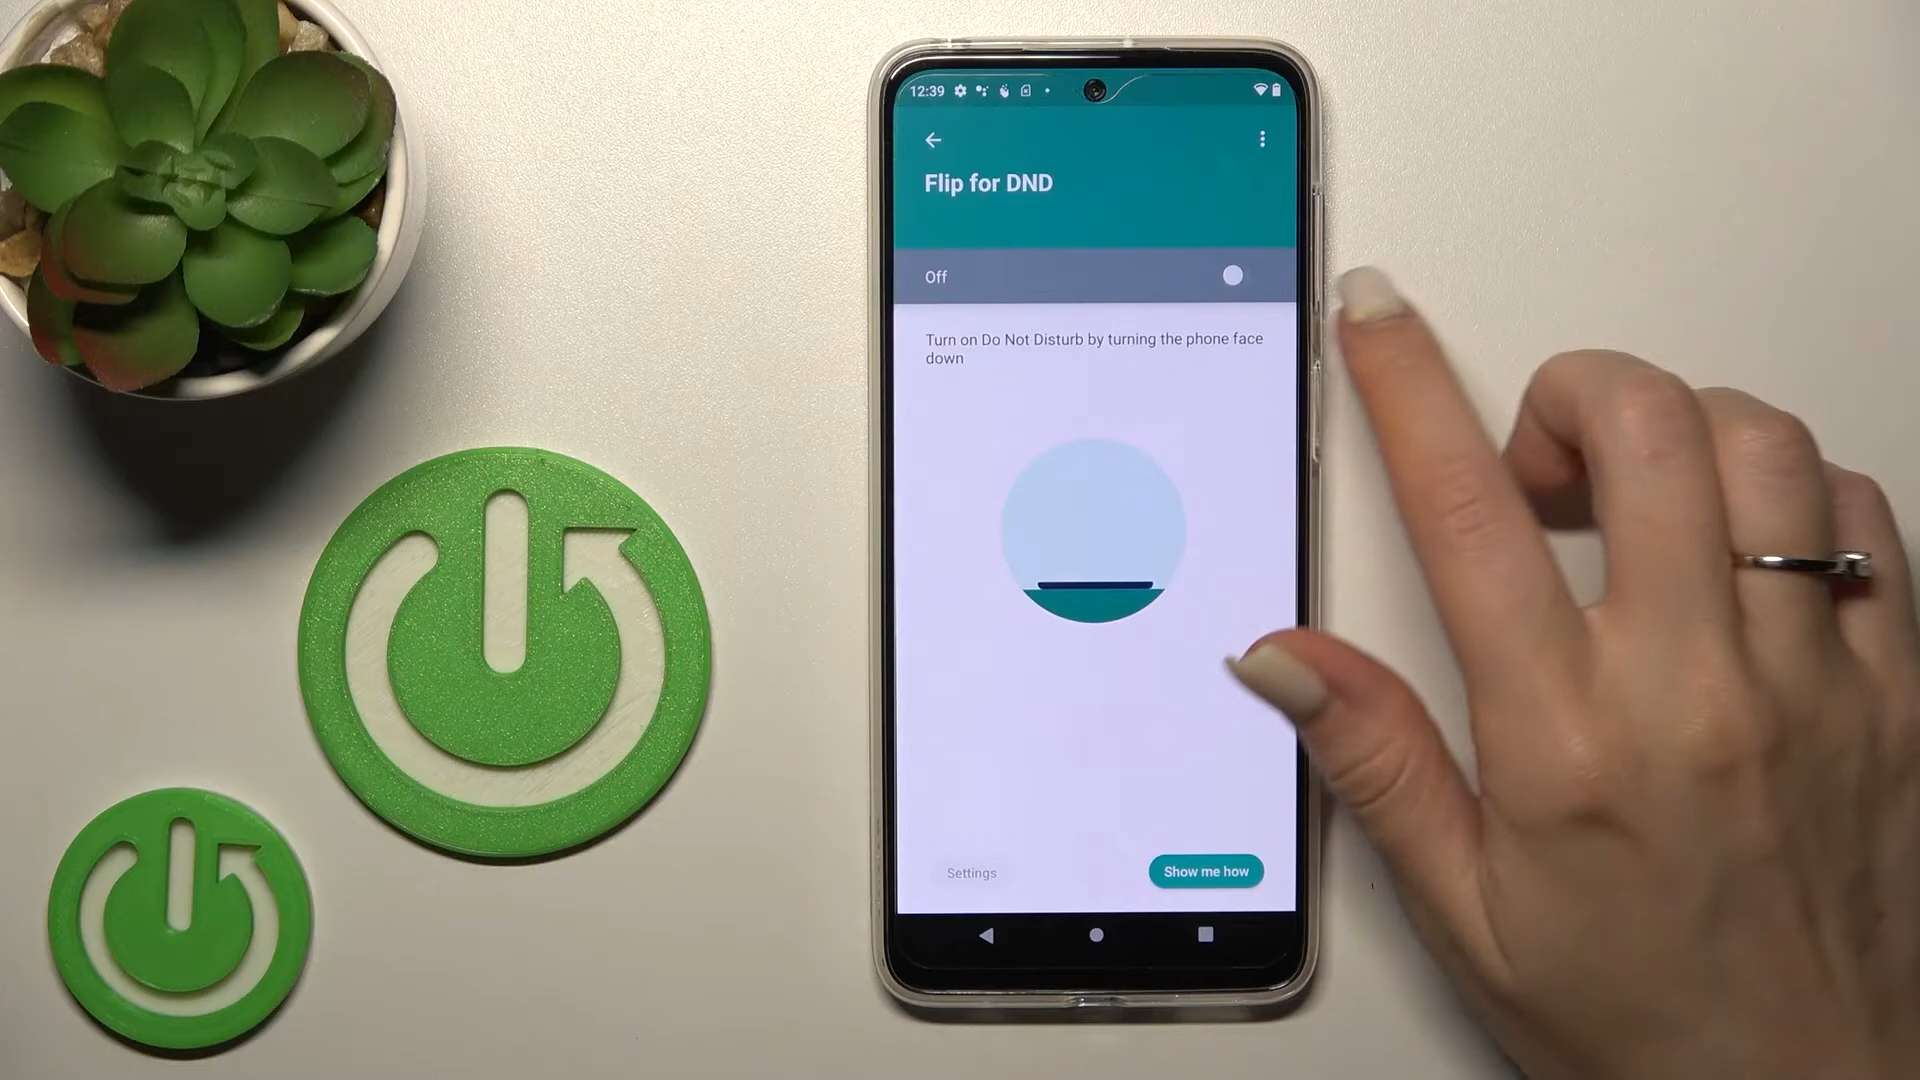 12:39
Flip for DND
Off
Turn on Do Not Disturb by turning the phone face
down
Settings
Show me how